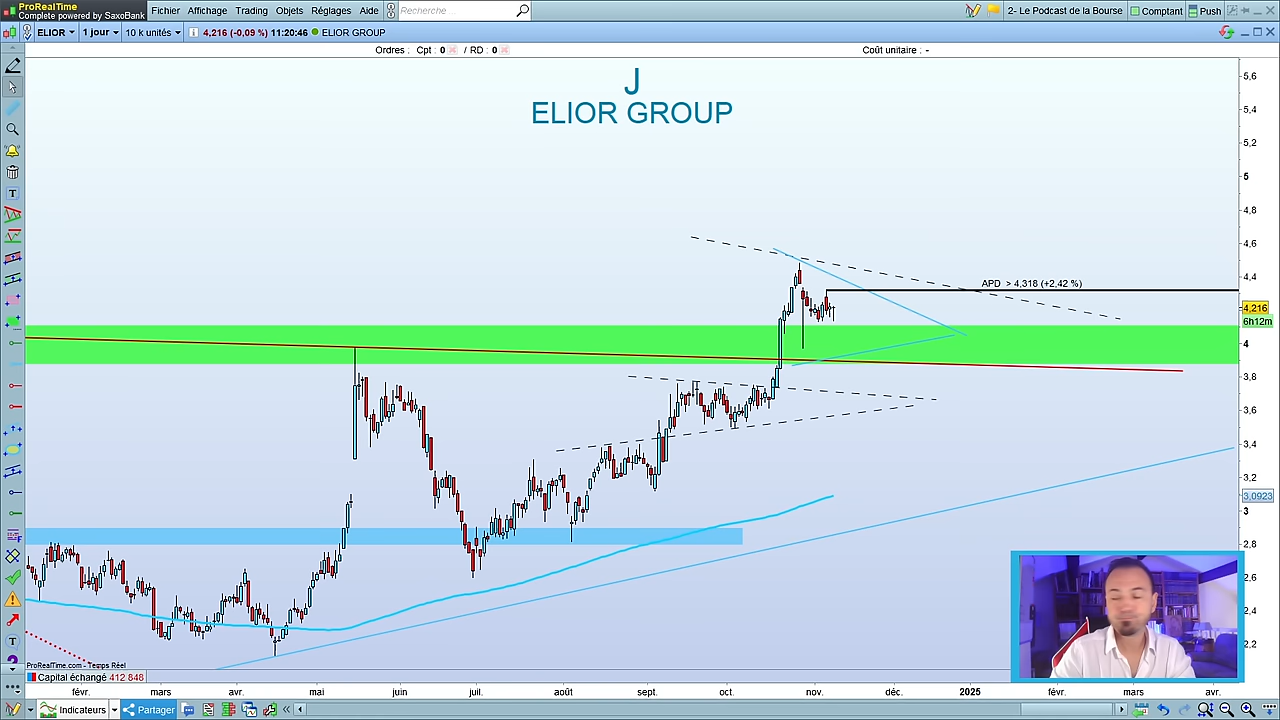 ProRealTime
Complete powered by SaxoBank
Fichier Affichage Trading Objets Réglages Aide Recherche... 2- Le Podcast de la Bourse Comptant Push
ELIOR 1 jour 10 k unités i 4,216 (-0,09 %) 11:20:46 ELIOR GROUP
Ordres : Cpt : 0 / RD : 0 Coût unitaire : -
J
ELIOR GROUP
5,6
5,4
5,2
5
4,8
4,6
4,4
APD > 4,318 (+2,42 %)
4,216
6h12m
4
3,8
3,6
3,4
3,2
3,0923
3
2,8
2,6
2,4
2,2
ProRealTime.com - Temps Réel
Capital échangé 412 848
févr. mars avr. mai juin juil. août sept. oct. nov. déc. 2025 févr. mars avr.
Indicateurs Partager